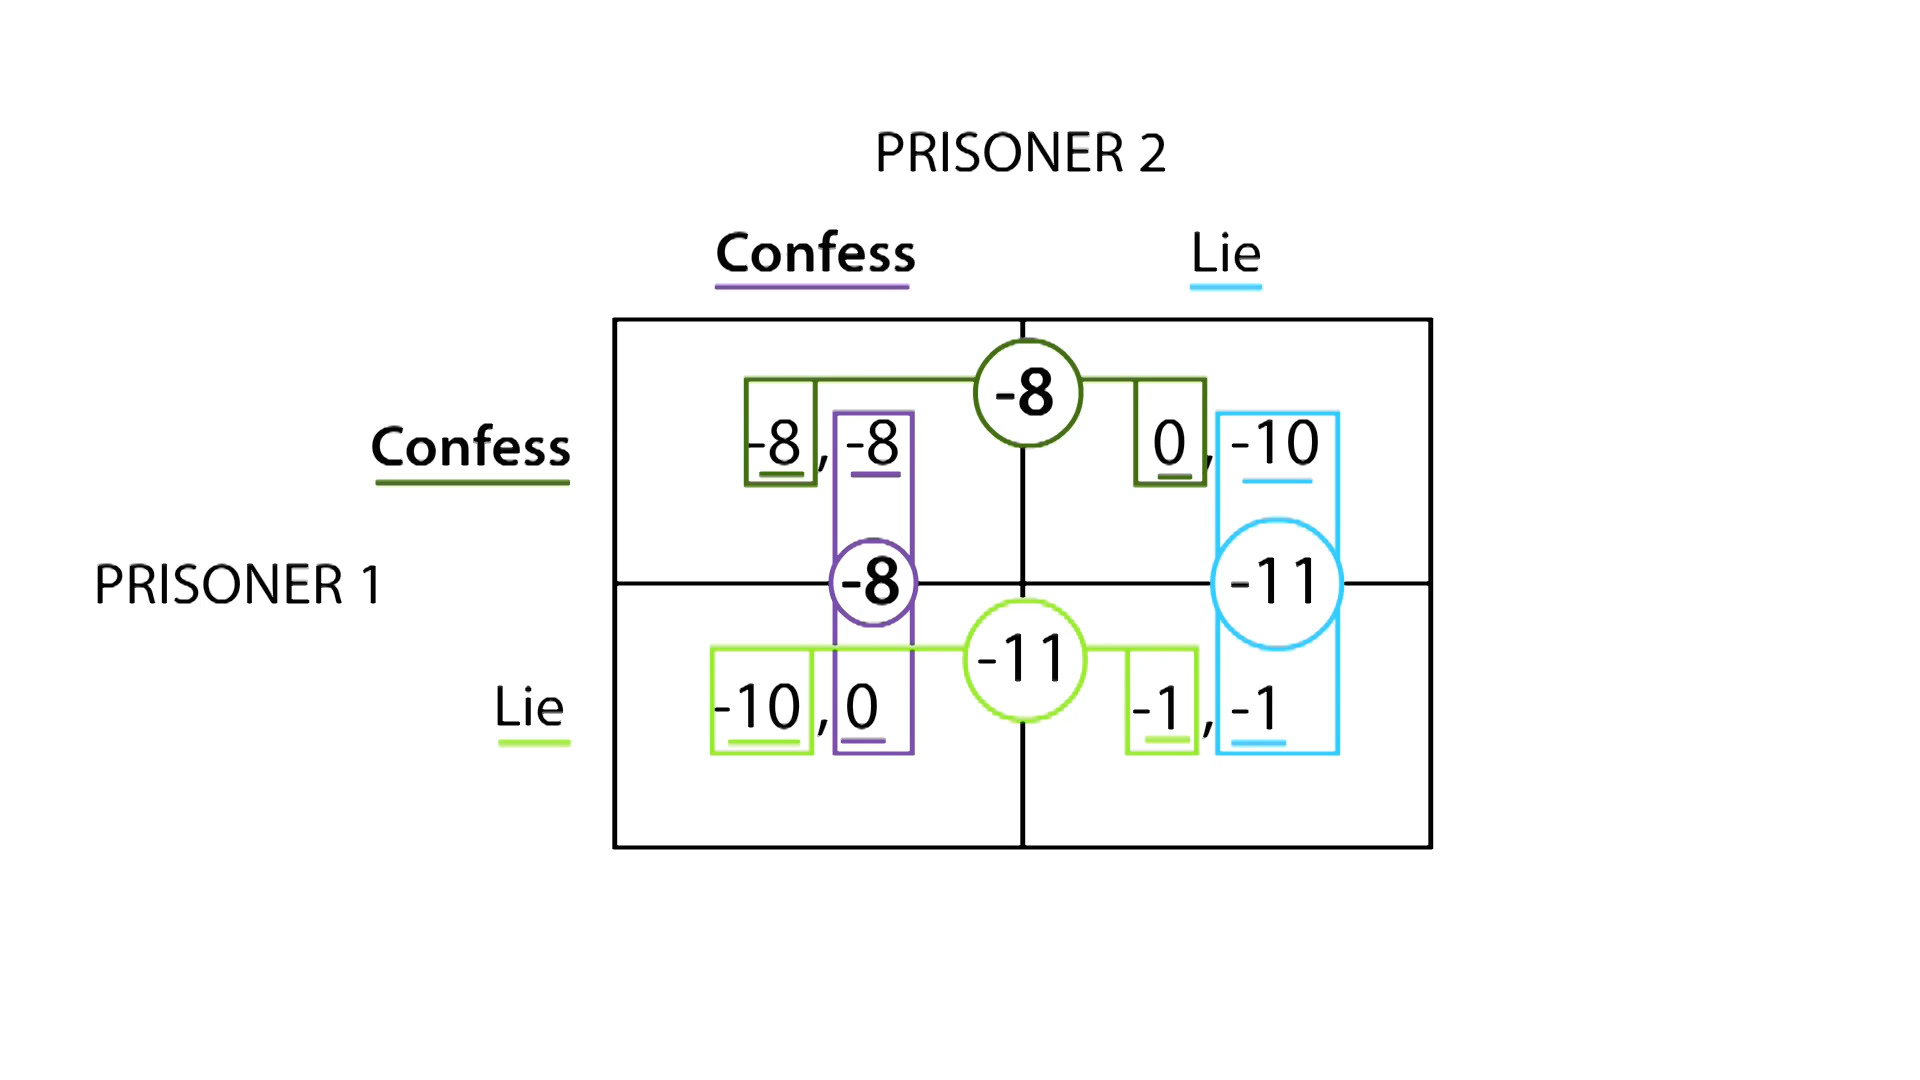 PRISONER 2
Confess Lie
-8
Confess -8 , -8 0 , -10
PRISONER 1 -8 -11
-11
Lie -10 , 0 -1 , -1